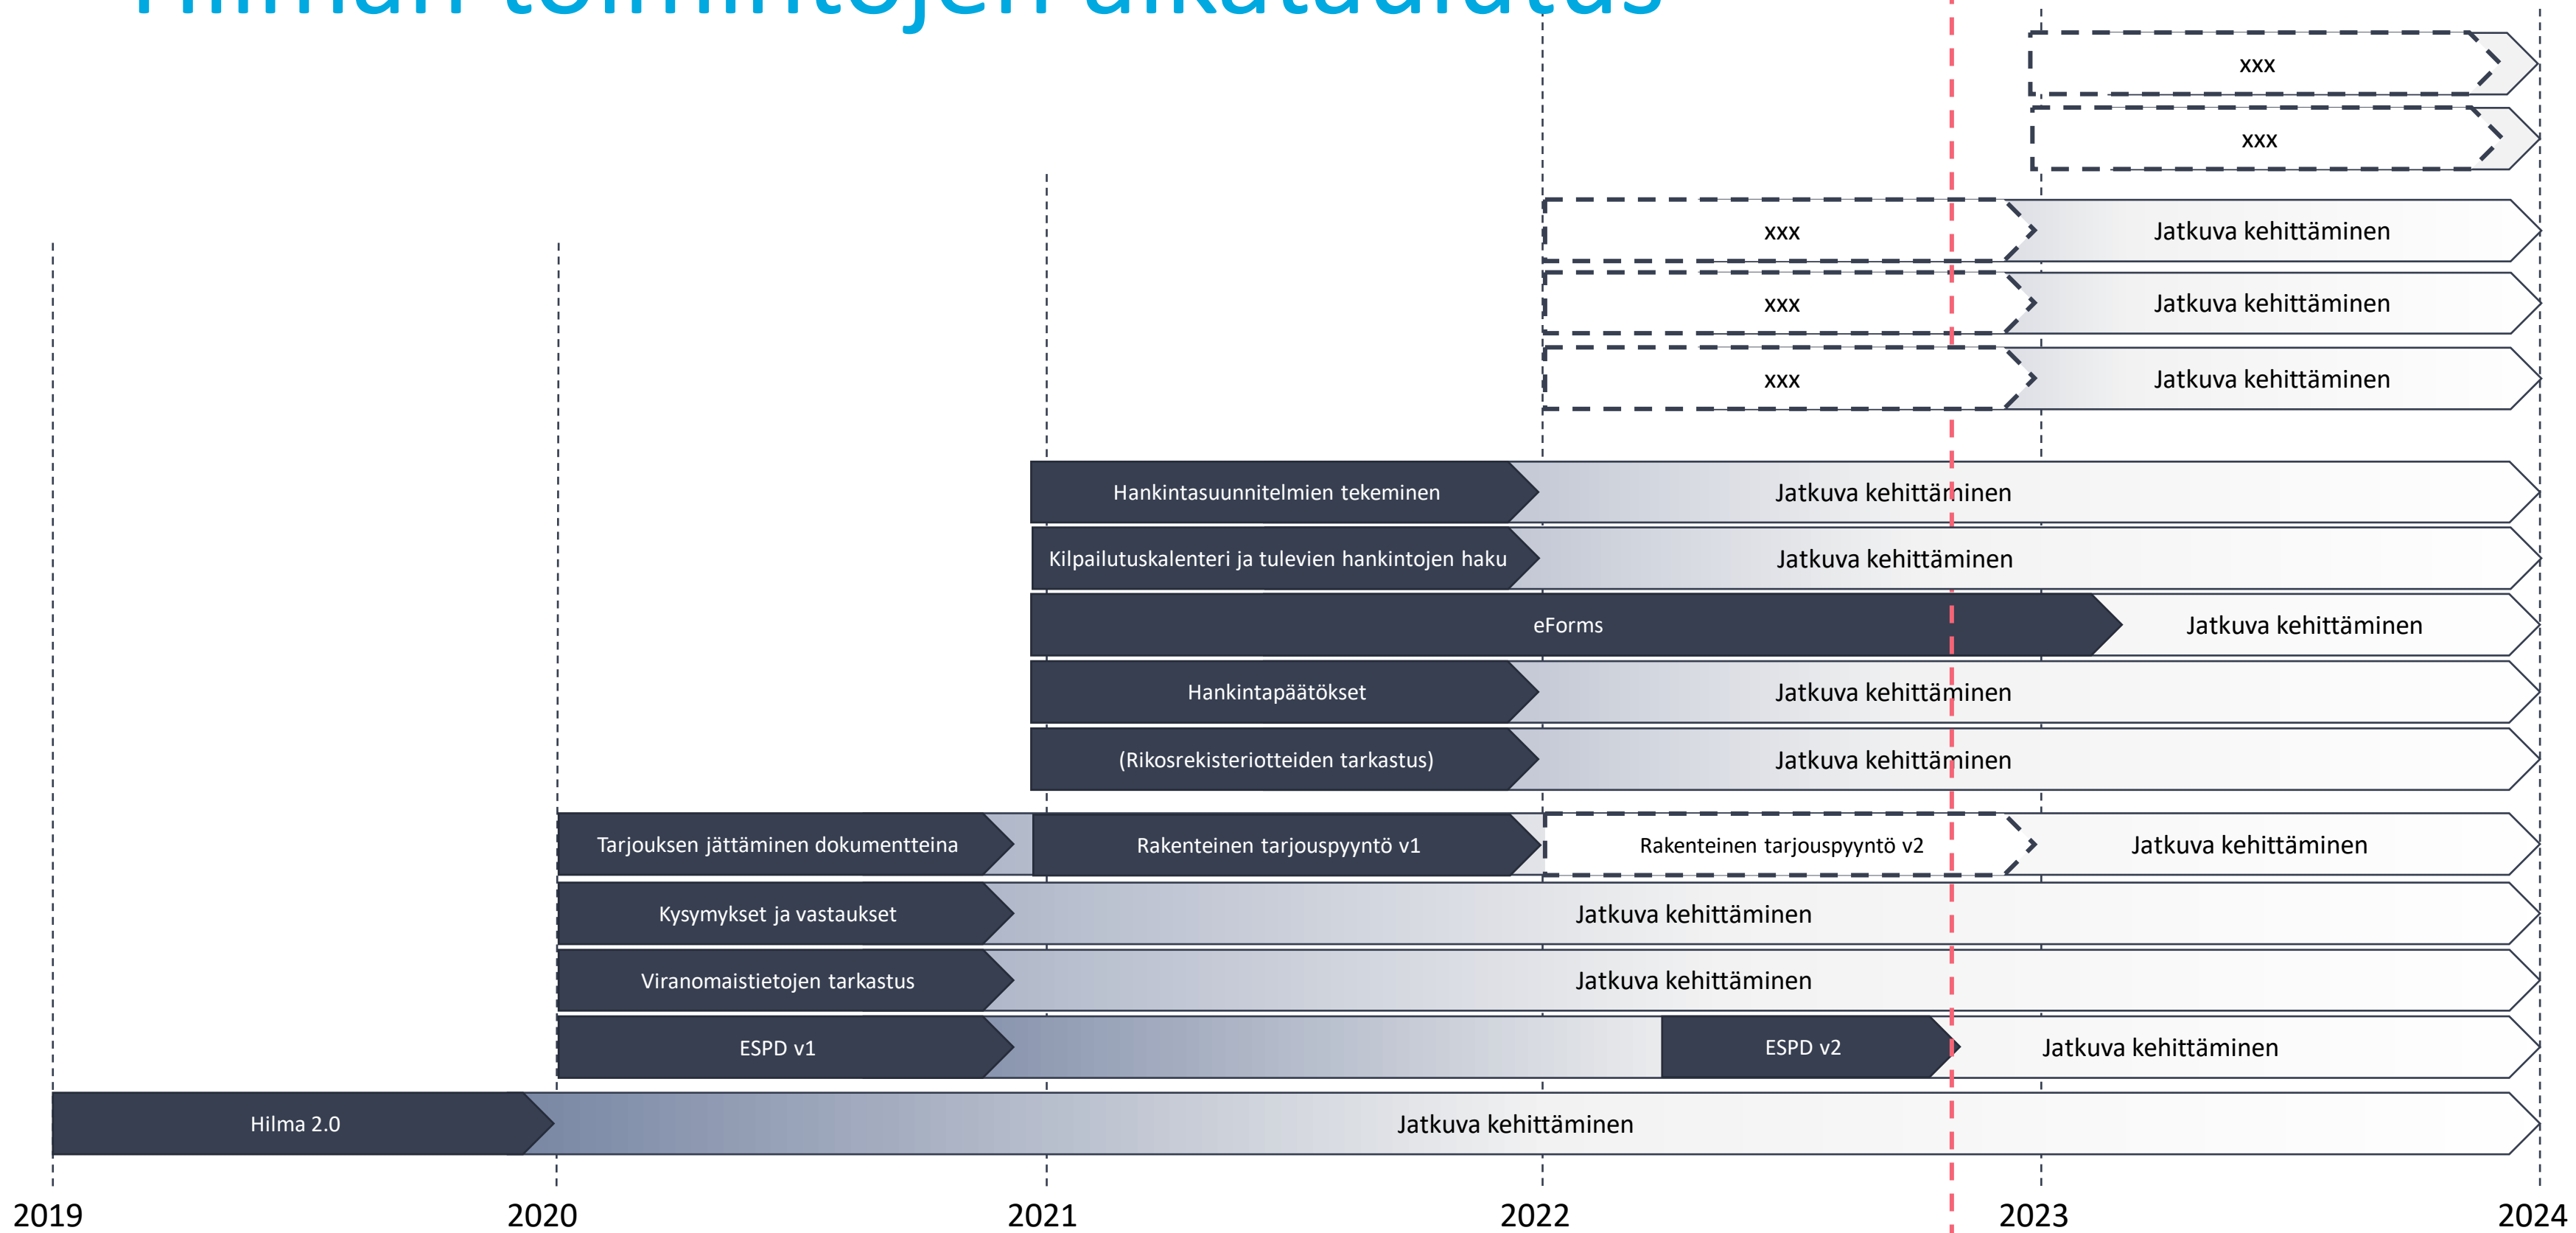 Hilman toimintojen aikataulutus
xxx
xxx
xxx Jatkuva kehittäminen
xxx Jatkuva kehittäminen
xxx Jatkuva kehittäminen
Hankintasuunnitelmien tekeminen Jatkuva kehittäminen
Kilpailutuskalenteri ja tulevien hankintojen haku Jatkuva kehittäminen
eForms Jatkuva kehittäminen
Hankintapäätökset Jatkuva kehittäminen
(Rikosrekisteriotteiden tarkastus) Jatkuva kehittäminen
Tarjouksen jättäminen dokumentteina Rakenteinen tarjouspyyntö v1 Rakenteinen tarjouspyyntö v2 Jatkuva kehittäminen
Kysymykset ja vastaukset Jatkuva kehittäminen
Viranomaistietojen tarkastus Jatkuva kehittäminen
ESPD v1 ESPD v2 Jatkuva kehittäminen
Hilma 2.0 Jatkuva kehittäminen
2019 2020 2021 2022 2023 2024